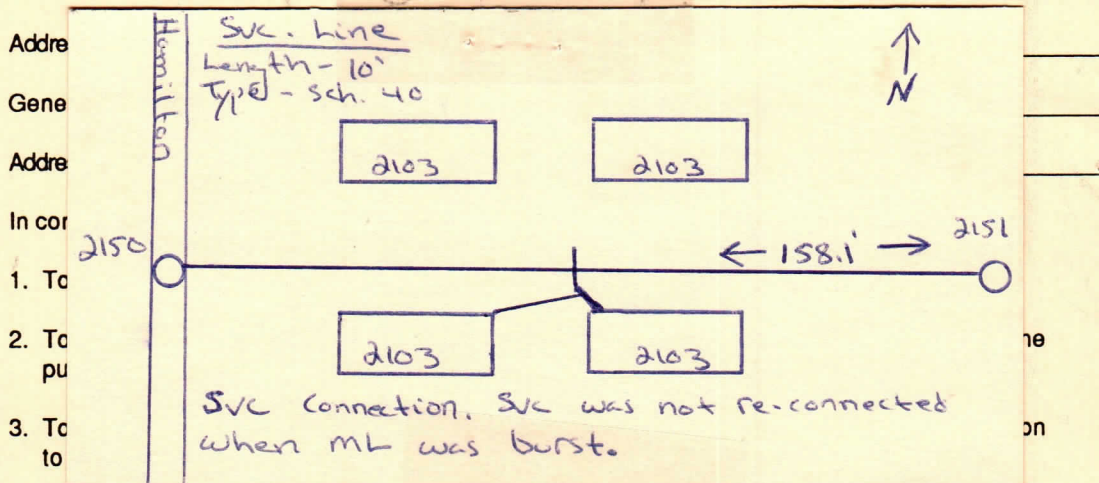 Addre
Gene
Addre
In cor
1. To
2. To
pu
3. To
to
Hamilton
Svc. Line
Length - 10'
Type - Sch. 40
N
2103 2103
2150
← 158.1' →
2151
2103 2103
ne
Svc Connection. Svc was not re-connected
when ML was burst.
on